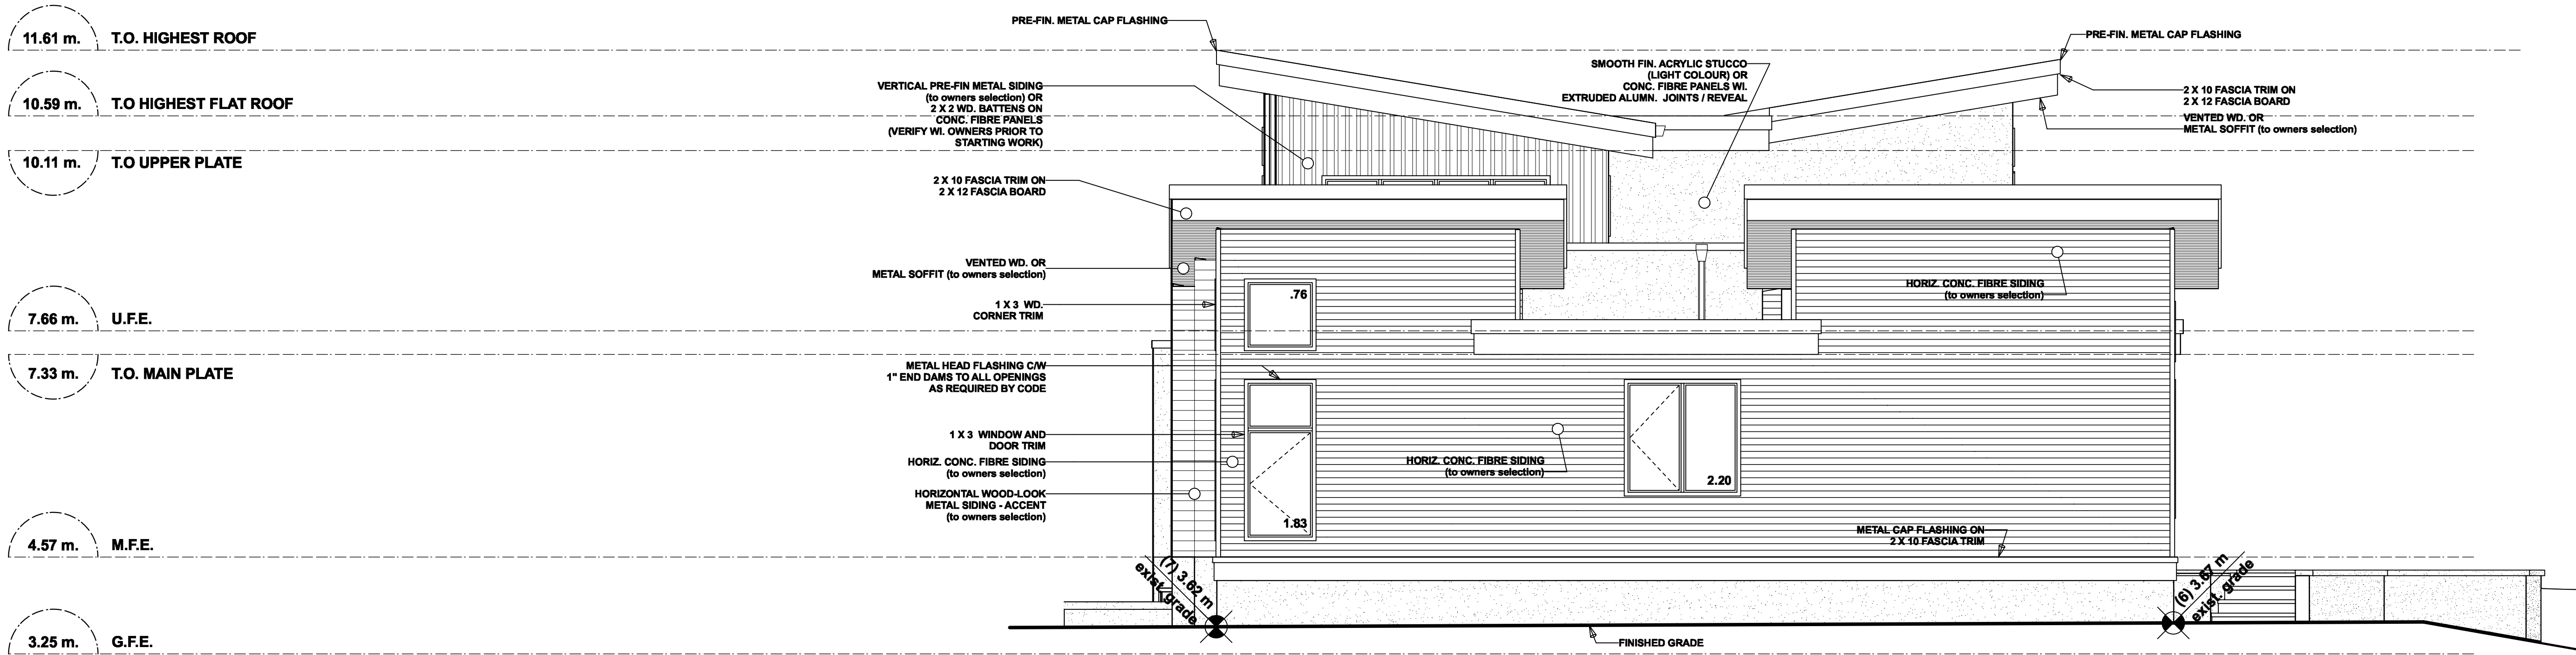 11.61 m. T.O. HIGHEST ROOF
10.59 m. T.O HIGHEST FLAT ROOF
10.11 m. T.O UPPER PLATE
7.66 m. U.F.E.
7.33 m. T.O. MAIN PLATE
4.57 m. M.F.E.
3.25 m. G.F.E.
PRE-FIN. METAL CAP FLASHING
VERTICAL PRE-FIN METAL SIDING
(to owners selection) OR
2 X 2 WD. BATTENS ON
CONC. FIBRE PANELS
(VERIFY WI. OWNERS PRIOR TO
STARTING WORK)
2 X 10 FASCIA TRIM ON
2 X 12 FASCIA BOARD
VENTED WD. OR
METAL SOFFIT (to owners selection)
1 X 3 WD.
CORNER TRIM
METAL HEAD FLASHING C/W
1" END DAMS TO ALL OPENINGS
AS REQUIRED BY CODE
1 X 3 WINDOW AND
DOOR TRIM
HORIZ. CONC. FIBRE SIDING
(to owners selection)
HORIZONTAL WOOD-LOOK
METAL SIDING - ACCENT
(to owners selection)
(7) 3.62 m
exist. grade
.76
1.83
SMOOTH FIN. ACRYLIC STUCCO
(LIGHT COLOUR) OR
CONC. FIBRE PANELS WI.
EXTRUDED ALUMN. JOINTS / REVEAL
HORIZ. CONC. FIBRE SIDING
(to owners selection)
2.20
HORIZ. CONC. FIBRE SIDING
(to owners selection)
METAL CAP FLASHING ON
2 X 10 FASCIA TRIM
FINISHED GRADE
PRE-FIN. METAL CAP FLASHING
2 X 10 FASCIA TRIM ON
2 X 12 FASCIA BOARD
VENTED WD. OR
METAL SOFFIT (to owners selection)
(6) 3.67 m
exist. grade